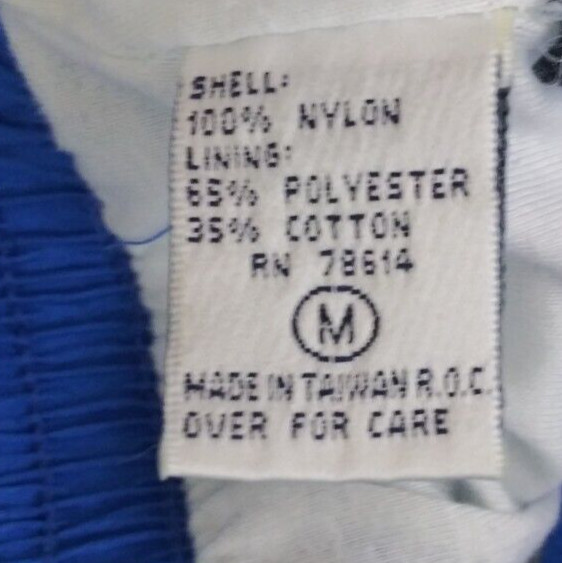 SHELL:
100% NYLON
LINING:
65% POLYESTER
35% COTTON
RN 78614
M
MADE IN TAIWAN R.O.C.
OVER FOR CARE